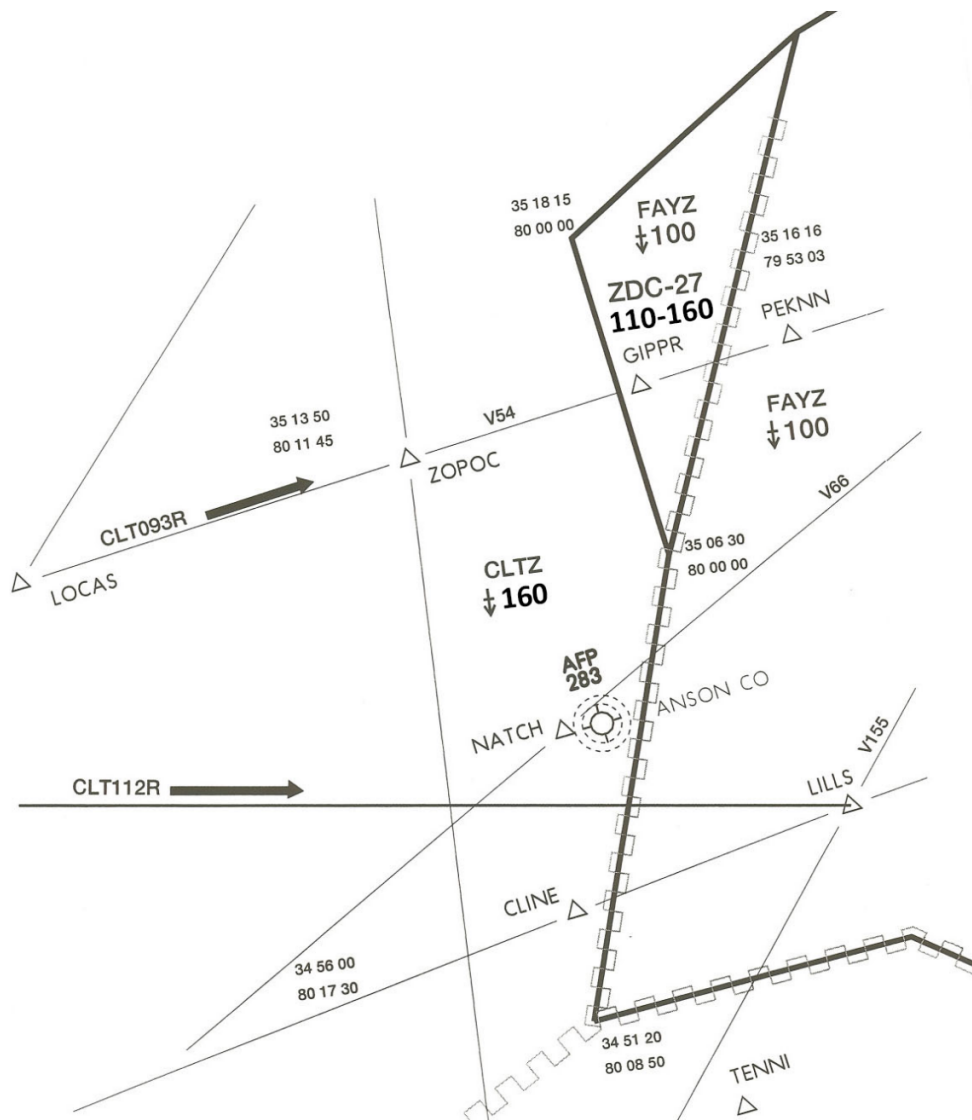 35 18 15
80 00 00
FAYZ
↓100
35 16 16
79 53 03
ZDC-27
110-160
PEKNN
GIPPR
FAYZ
↓100
35 13 50
80 11 45
V54
ZOPOC
V66
CLT093R
LOCAS
35 06 30
80 00 00
CLTZ
↓ 160
AFP
283
ANSON CO
NATCH
V155
CLT112R
LILLS
CLINE
34 56 00
80 17 30
34 51 20
80 08 50
TENNI